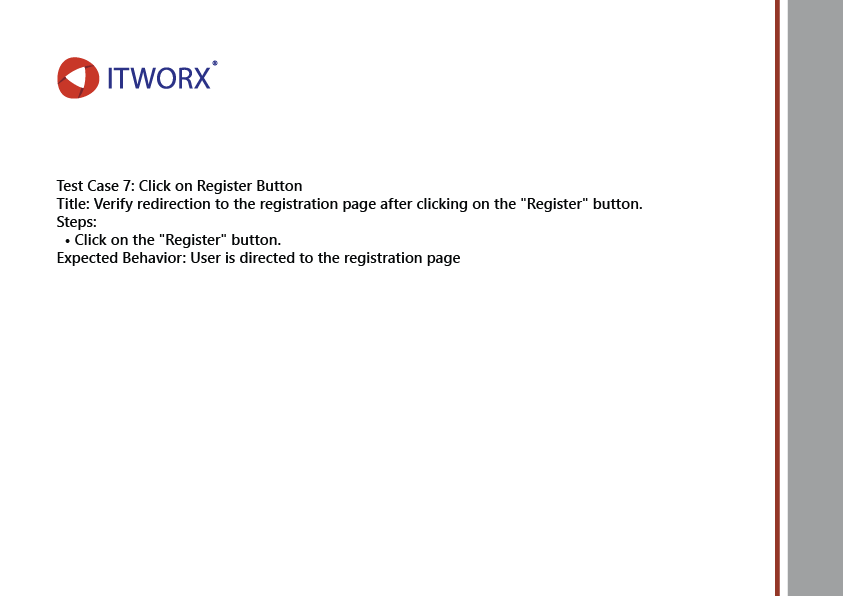 ITWORX®
Test Case 7: Click on Register Button
Title: Verify redirection to the registration page after clicking on the "Register" button.
Steps:
• Click on the "Register" button.
Expected Behavior: User is directed to the registration page